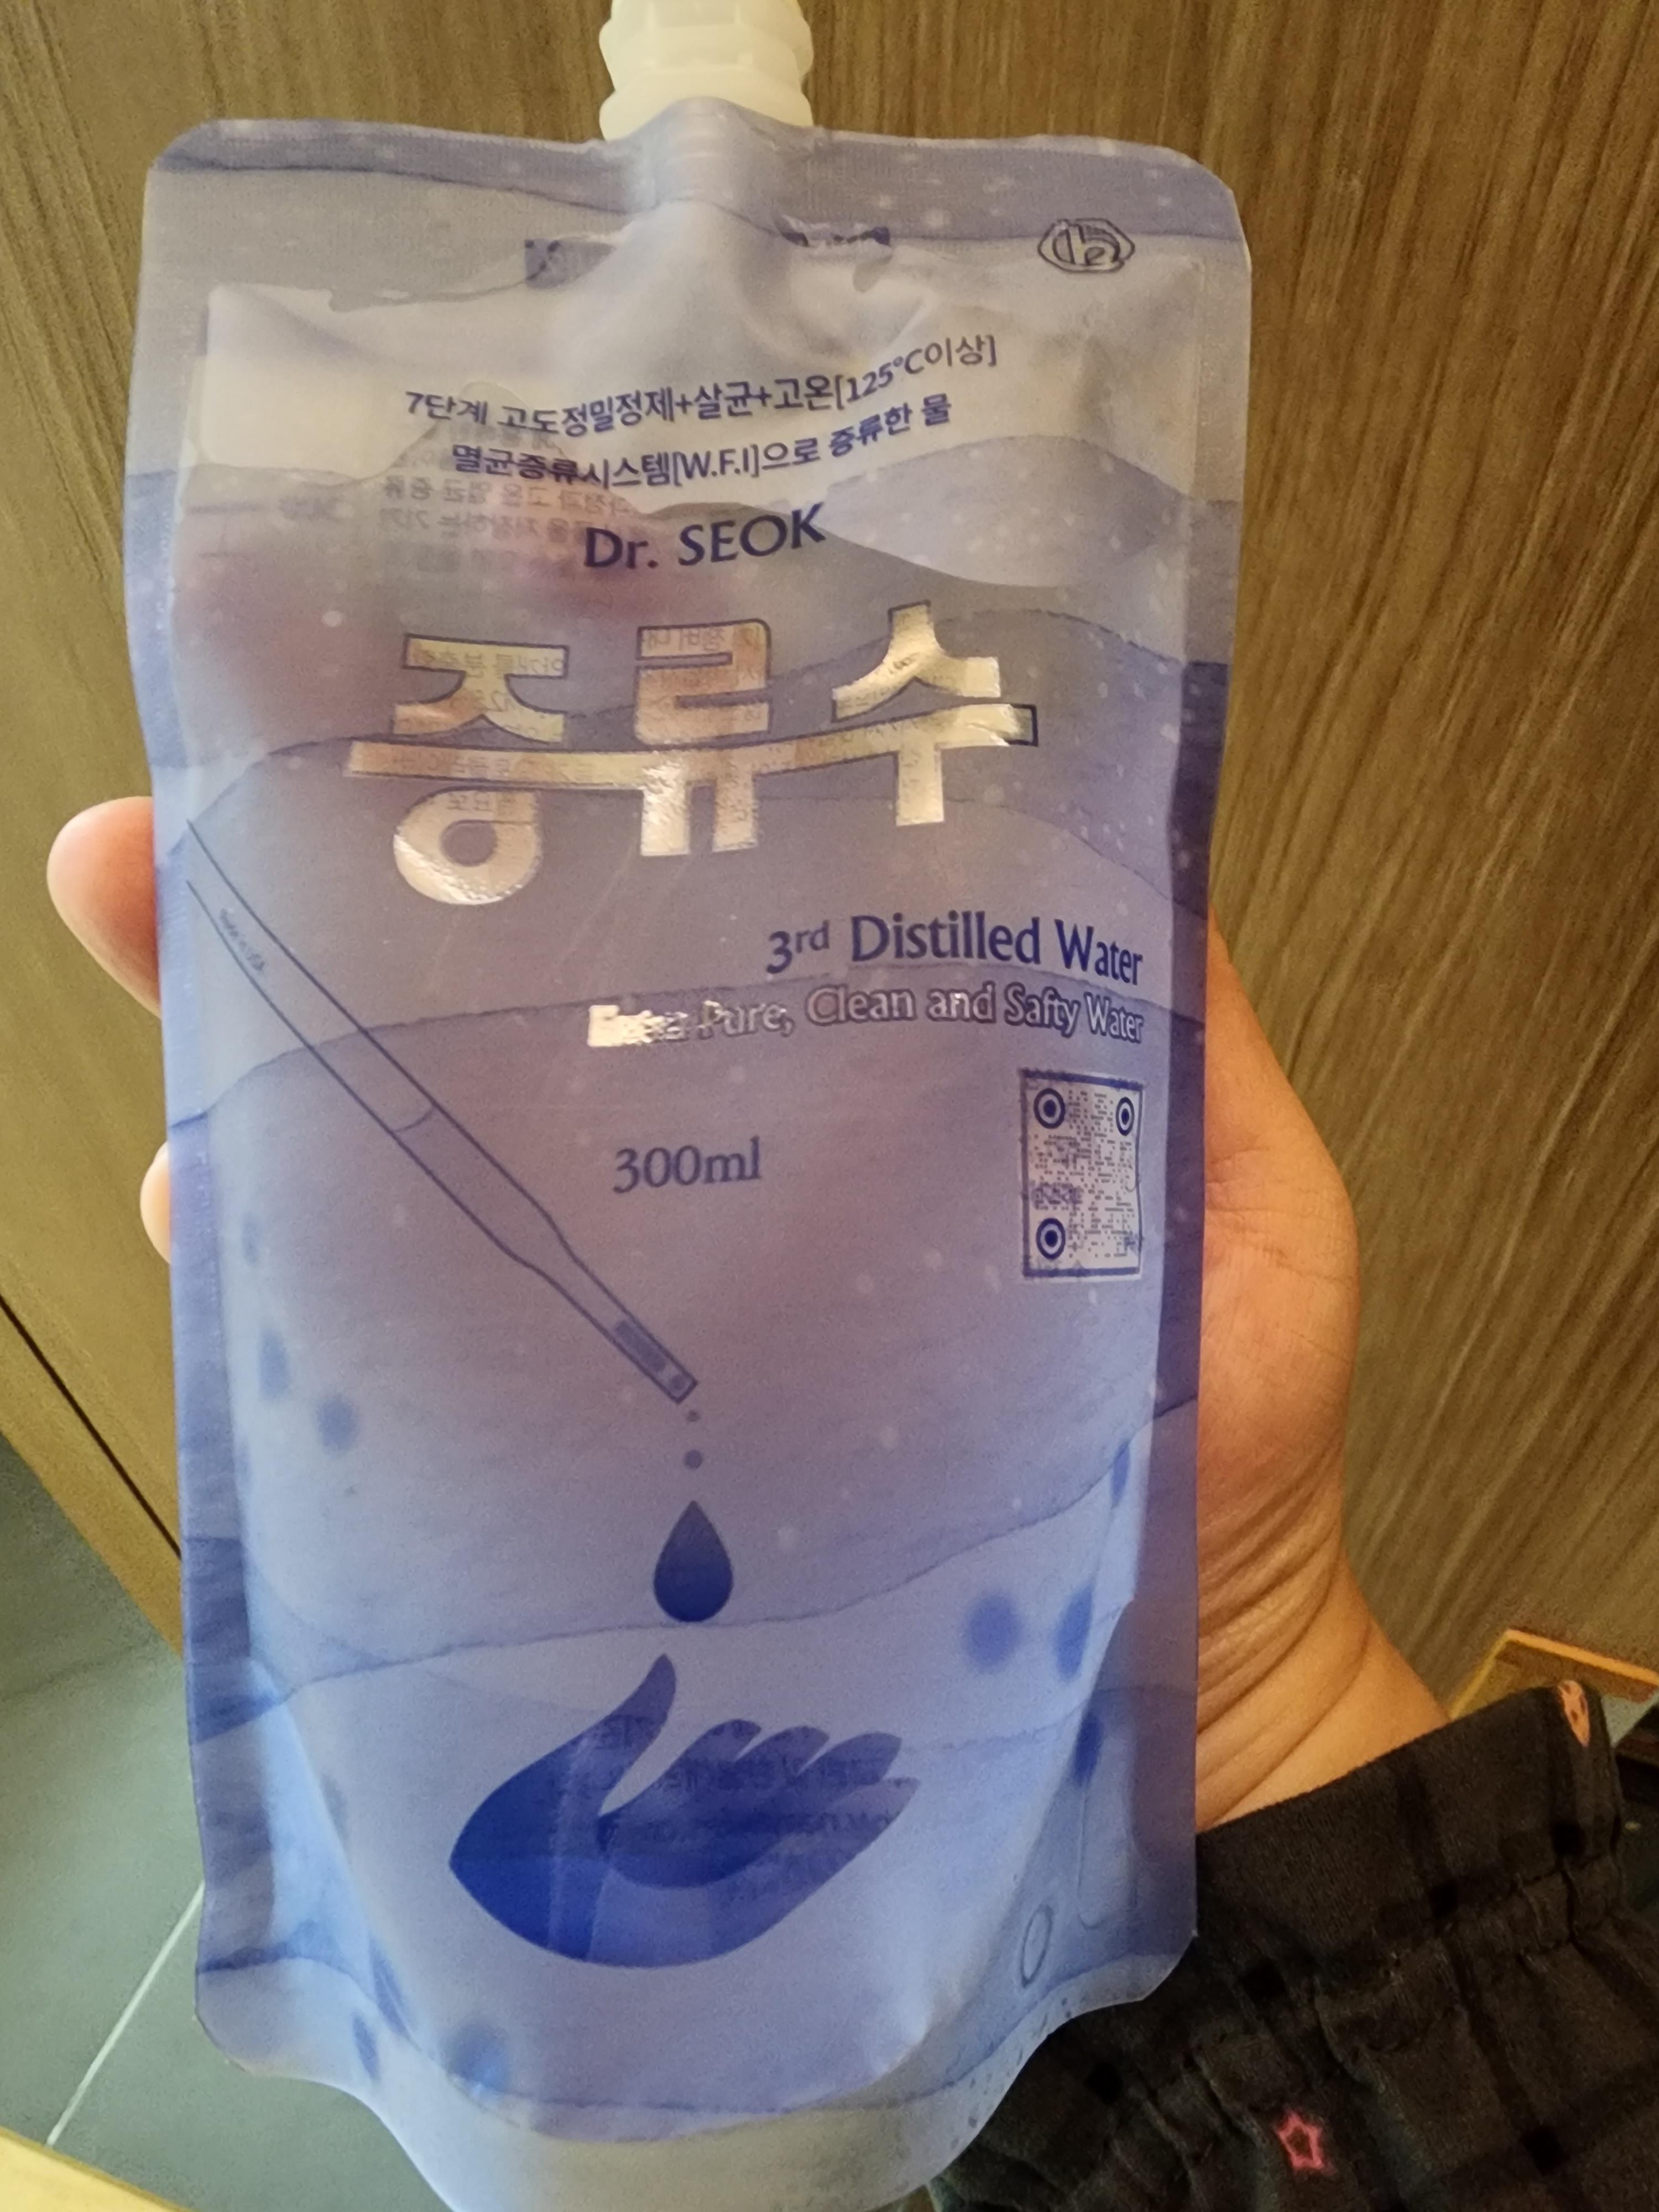 7단계 고도정밀정제+살균+고온[125℃이상]
멸균증류시스템[W.F.I]으로 증류한 물
Dr. SEOK
증류수
3rd Distilled Water
Extra Pure, Clean and Safty Water
300ml